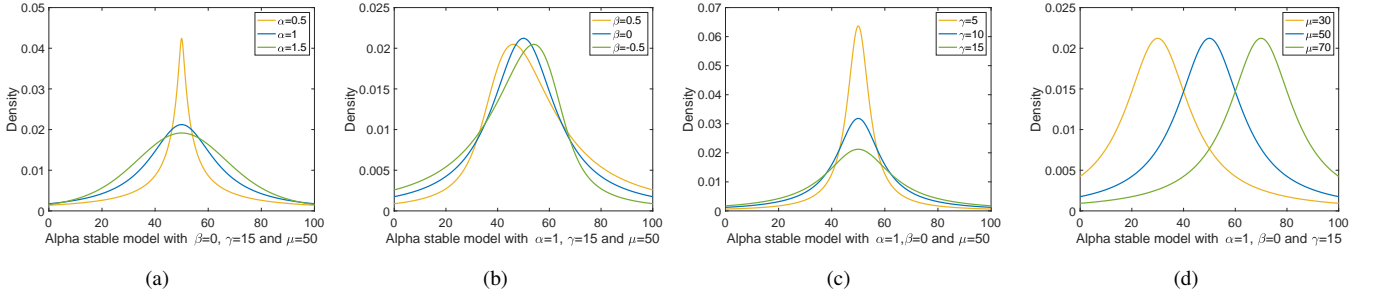 0.05
0.04
0.03
0.02
0.01
0
Density
α=0.5
α=1
α=1.5
0 20 40 60 80 100
Alpha stable model with β=0, γ=15 and μ=50
(a)
0.025
0.02
0.015
0.01
0.005
0
Density
β=0.5
β=0
β=-0.5
0 20 40 60 80 100
Alpha stable model with α=1, γ=15 and μ=50
(b)
0.07
0.06
0.05
0.04
0.03
0.02
0.01
0
Density
γ=5
γ=10
γ=15
0 20 40 60 80 100
Alpha stable model with α=1,β=0 and μ=50
(c)
0.025
0.02
0.015
0.01
0.005
0
Density
μ=30
μ=50
μ=70
0 20 40 60 80 100
Alpha stable model with α=1, β=0 and γ=15
(d)